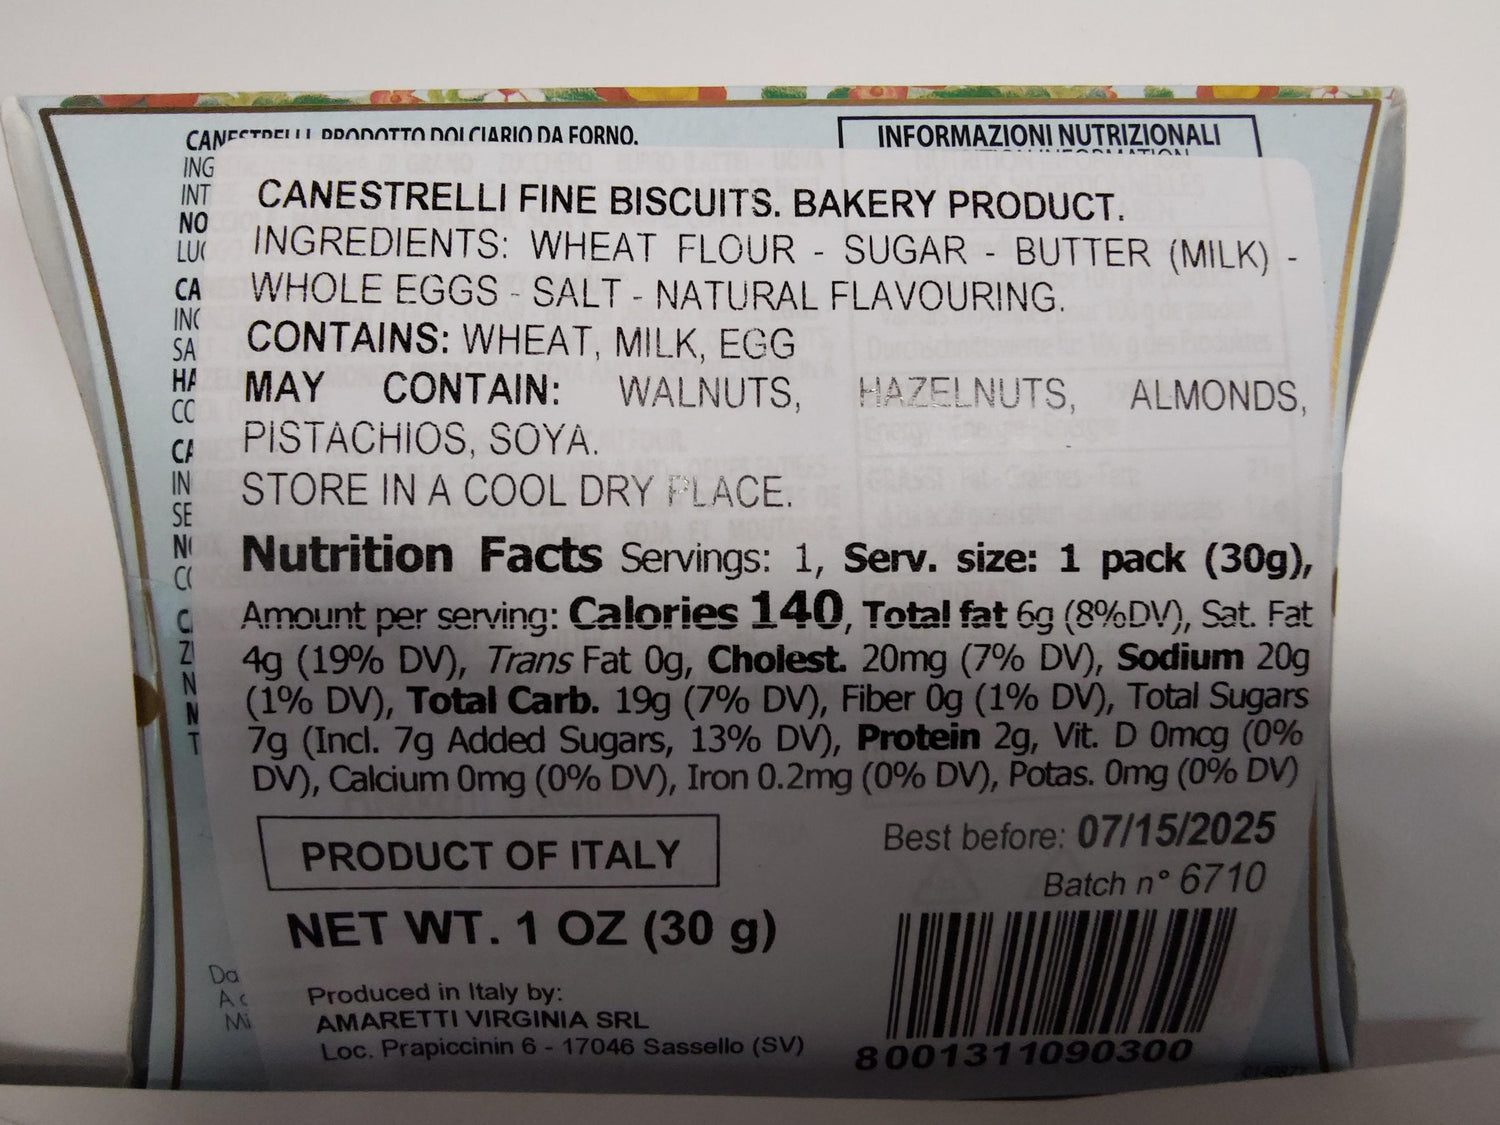 CANESTRELLI PRODOTTO DOLCIARIO DA FORNO.
INFORMAZIONI NUTRIZIONALI
CANESTRELLI FINE BISCUITS. BAKERY PRODUCT.
INGREDIENTS: WHEAT FLOUR - SUGAR - BUTTER (MILK) -
WHOLE EGGS - SALT - NATURAL FLAVOURING.
CONTAINS: WHEAT, MILK, EGG
MAY CONTAIN: WALNUTS, HAZELNUTS, ALMONDS,
PISTACHIOS, SOYA.
STORE IN A COOL DRY PLACE.
Nutrition Facts Servings: 1, Serv. size: 1 pack (30g),
Amount per serving: Calories 140, Total fat 6g (8%DV), Sat. Fat
4g (19% DV), Trans Fat 0g, Cholest. 20mg (7% DV), Sodium 20g
(1% DV), Total Carb. 19g (7% DV), Fiber 0g (1% DV), Total Sugars
7g (Incl. 7g Added Sugars, 13% DV), Protein 2g, Vit. D 0mcg (0%
DV), Calcium 0mg (0% DV), Iron 0.2mg (0% DV), Potas. 0mg (0% DV)
PRODUCT OF ITALY
Best before: 07/15/2025
Batch n° 6710
NET WT. 1 OZ (30 g)
Produced in Italy by:
AMARETTI VIRGINIA SRL
Loc. Prapiccinin 6 - 17046 Sassello (SV)
8001311090300